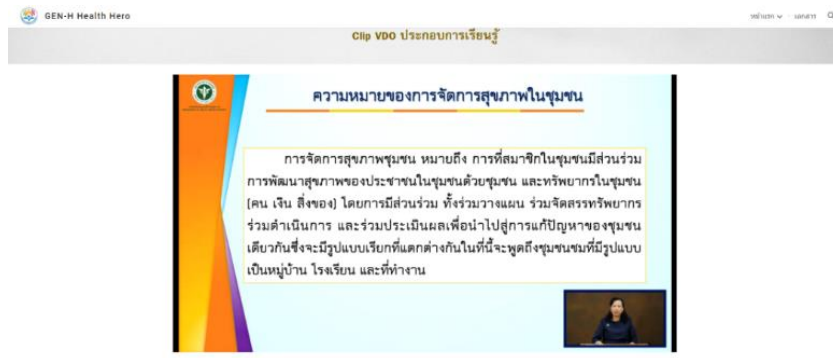 GEN-H Health Hero
หน้าแรก
เอกสาร
Clip VDO ประกอบการเรียนรู้
ความหมายของการจัดการสุขภาพในชุมชน
การจัดการสุขภาพชุมชน หมายถึง การที่สมาชิกในชุมชนมีส่วนร่วม
การพัฒนาสุขภาพของประชาชนในชุมชนด้วยชุมชน และทรัพยากรในชุมชน
(คน เงิน สิ่งของ) โดยการมีส่วนร่วม ทั้งร่วมวางแผน ร่วมจัดสรรทรัพยากร
ร่วมดำเนินการ และร่วมประเมินผลเพื่อนำไปสู่การแก้ปัญหาของชุมชน
เดียวกันซึ่งจะมีรูปแบบเรียกที่แตกต่างกันในที่นี้จะพูดถึงชุมชนชมที่มีรูปแบบ
เป็นหมู่บ้าน โรงเรียน และที่ทำงาน